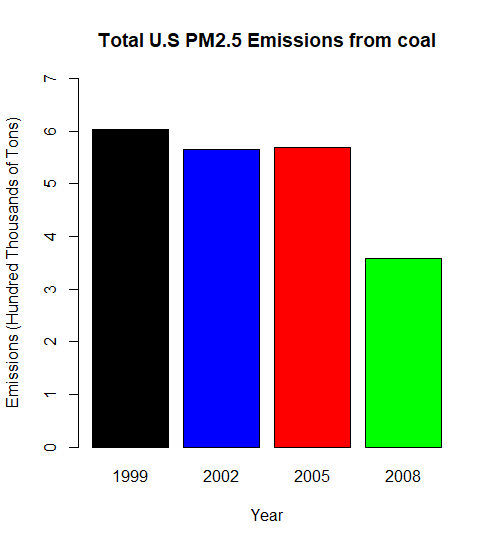 Total U.S PM2.5 Emissions from coal
Emissions (Hundred Thousands of Tons)
7
6
5
4
3
2
1
0
1999 2002 2005 2008
Year